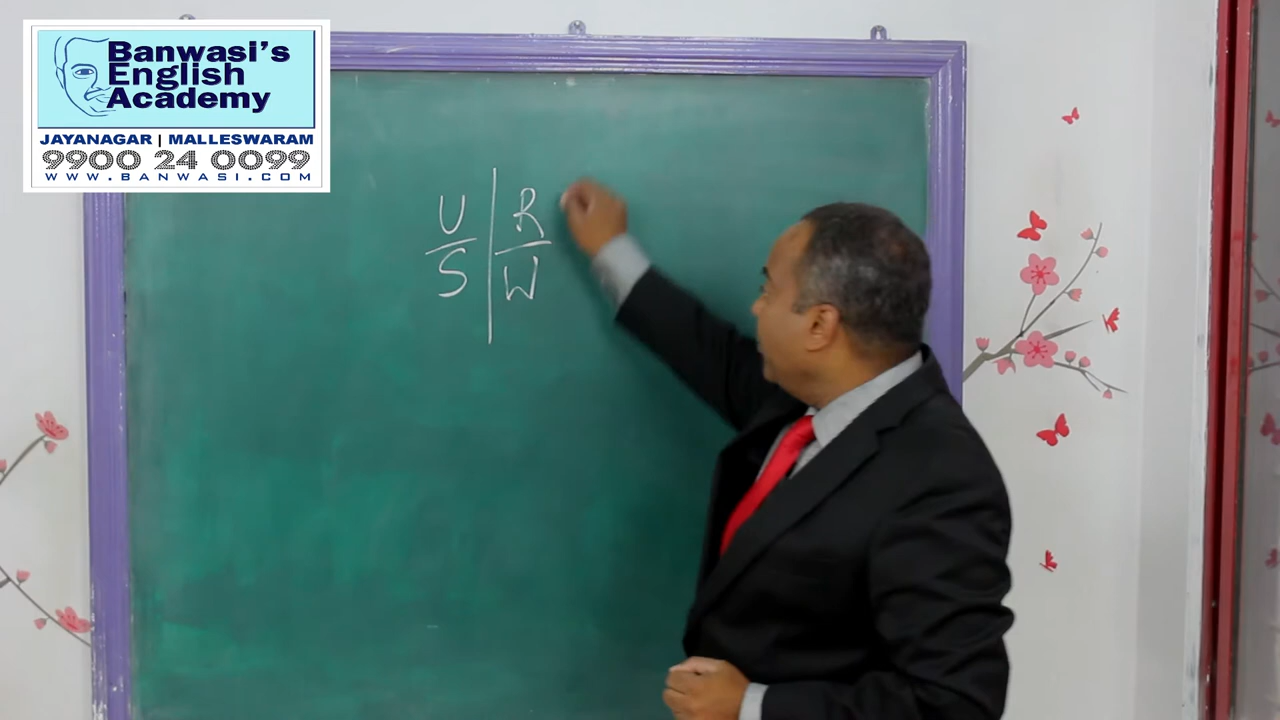 Banwasi's
English
Academy
JAYANAGAR | MALLESWARAM
9900 24 0099
WWW.BANWASI.COM
U R
S W